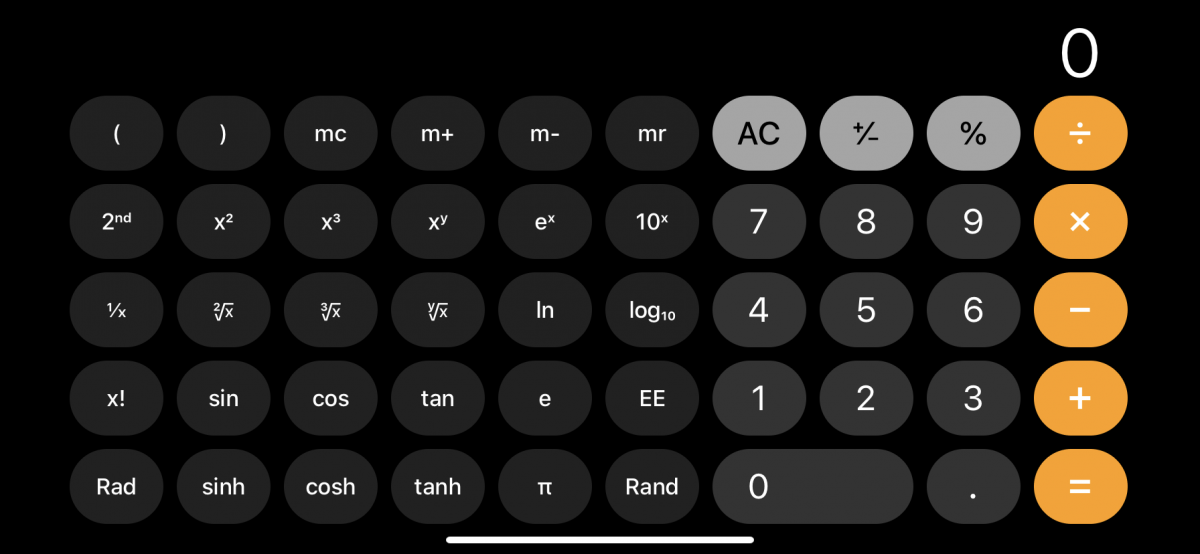 0
( ) mc m+ m- mr AC ⁺∕₋ % ÷
2ⁿᵈ x² x³ xʸ eˣ 10ˣ 7 8 9 ×
¹∕ₓ ²√x ³√x ʸ√x ln log₁₀ 4 5 6 −
x! sin cos tan e EE 1 2 3 +
Rad sinh cosh tanh π Rand 0 . =